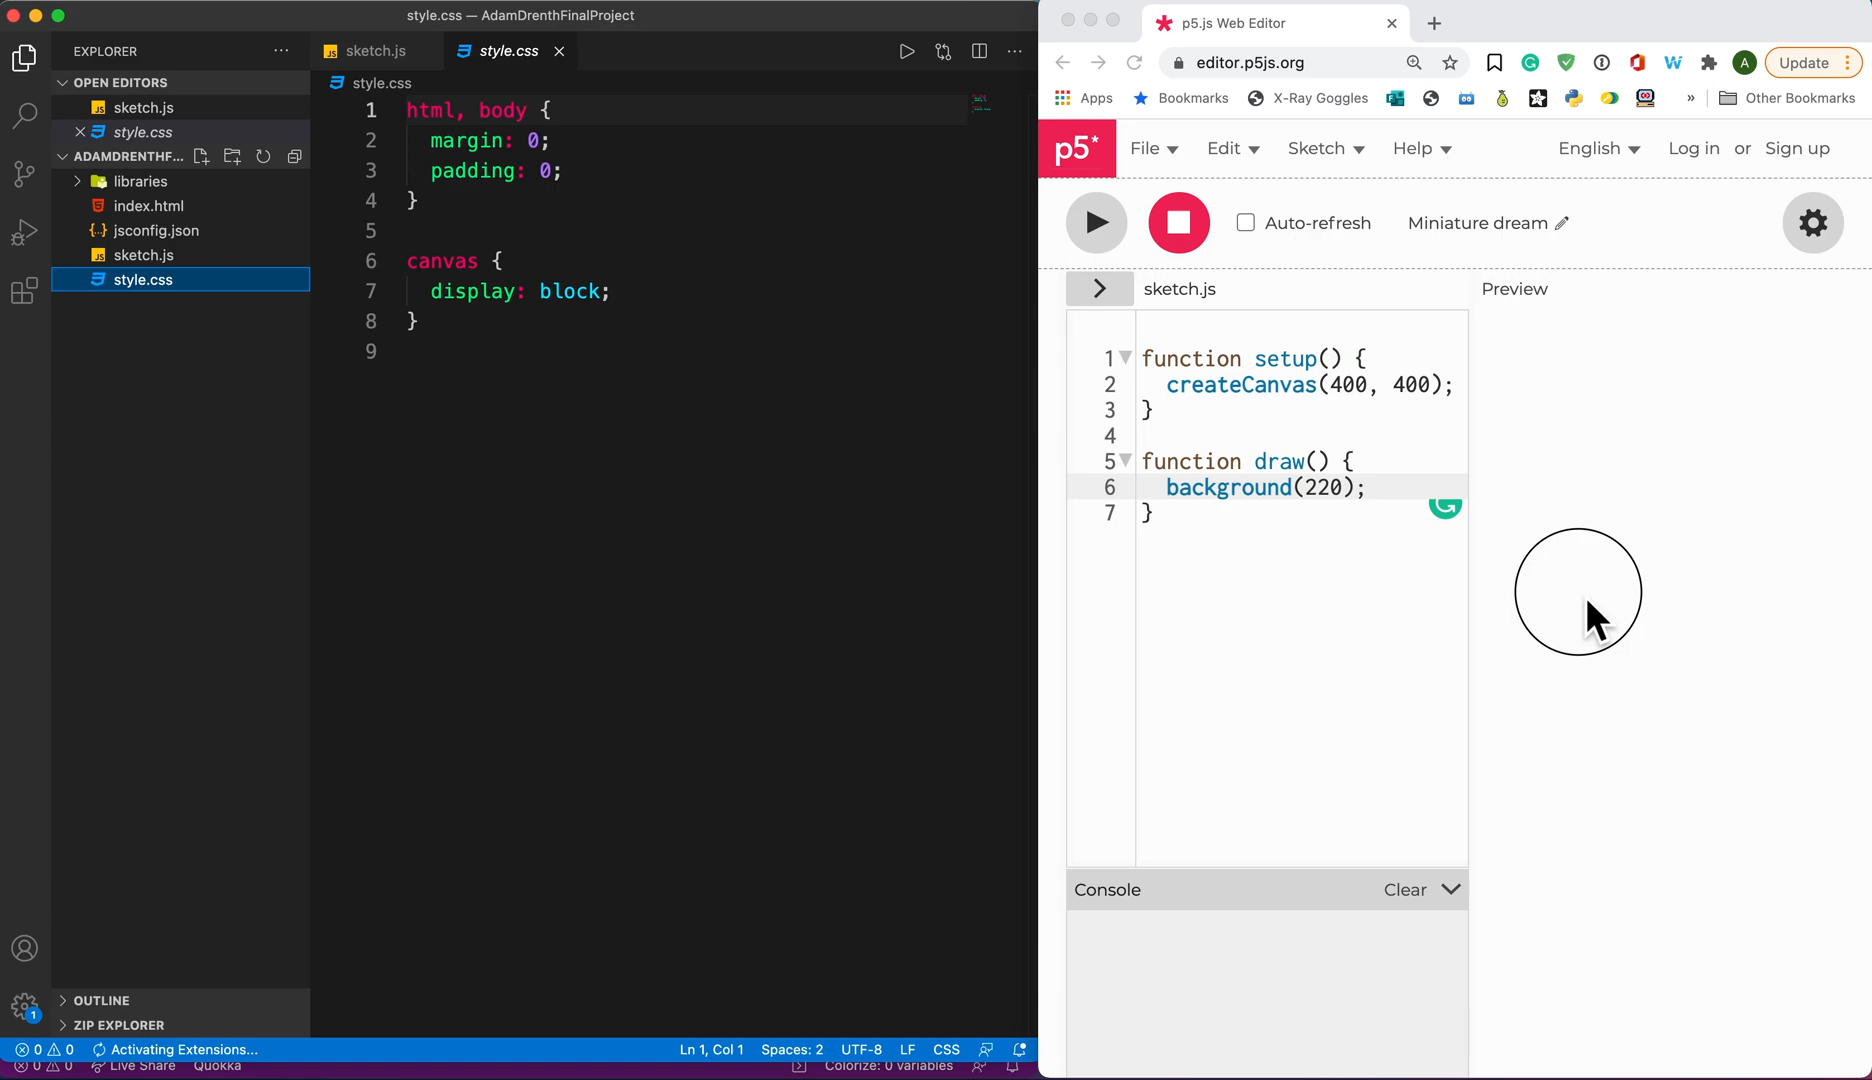 style.css — AdamDrenthFinalProject
EXPLORER
OPEN EDITORS
sketch.js
style.css
ADAMDRENTHF...
libraries
index.html
jsconfig.json
sketch.js
style.css
OUTLINE
ZIP EXPLORER
sketch.js
style.css
style.css
1 html, body {
2 margin: 0;
3 padding: 0;
4 }
5
6 canvas {
7 display: block;
8 }
9
0 0 Activating Extensions...
Ln 1, Col 1 Spaces: 2 UTF-8 LF CSS
0 0 Live Share Quokka
Colorize: 0 variables
p5.js Web Editor
editor.p5js.org
A
Update
Apps Bookmarks X-Ray Goggles » Other Bookmarks
p5*
File Edit Sketch Help English Log in or Sign up
Auto-refresh Miniature dream
sketch.js
Preview
1 function setup() {
2 createCanvas(400, 400);
3 }
4
5 function draw() {
6 background(220);
7 }
Console Clear